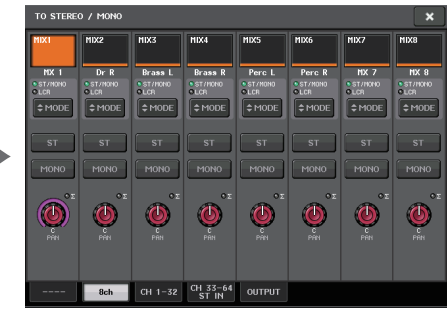 TO STEREO / MONO
MIX1 MIX2 MIX3 MIX4 MIX5 MIX6 MIX7 MIX8
MX 1 Dr R Brass L Brass R Perc L Perc R MX 7 MX 8
ST/MONO ST/MONO ST/MONO ST/MONO ST/MONO ST/MONO ST/MONO ST/MONO
LCR LCR LCR LCR LCR LCR LCR LCR
MODE MODE MODE MODE MODE MODE MODE MODE
ST ST ST ST ST ST ST ST
MONO MONO MONO MONO MONO MONO MONO MONO
Σ Σ Σ Σ Σ Σ Σ Σ
C C C C C C C C
PAN PAN PAN PAN PAN PAN PAN PAN
---- 8ch CH 1-32 CH 33-64 OUTPUT
ST IN